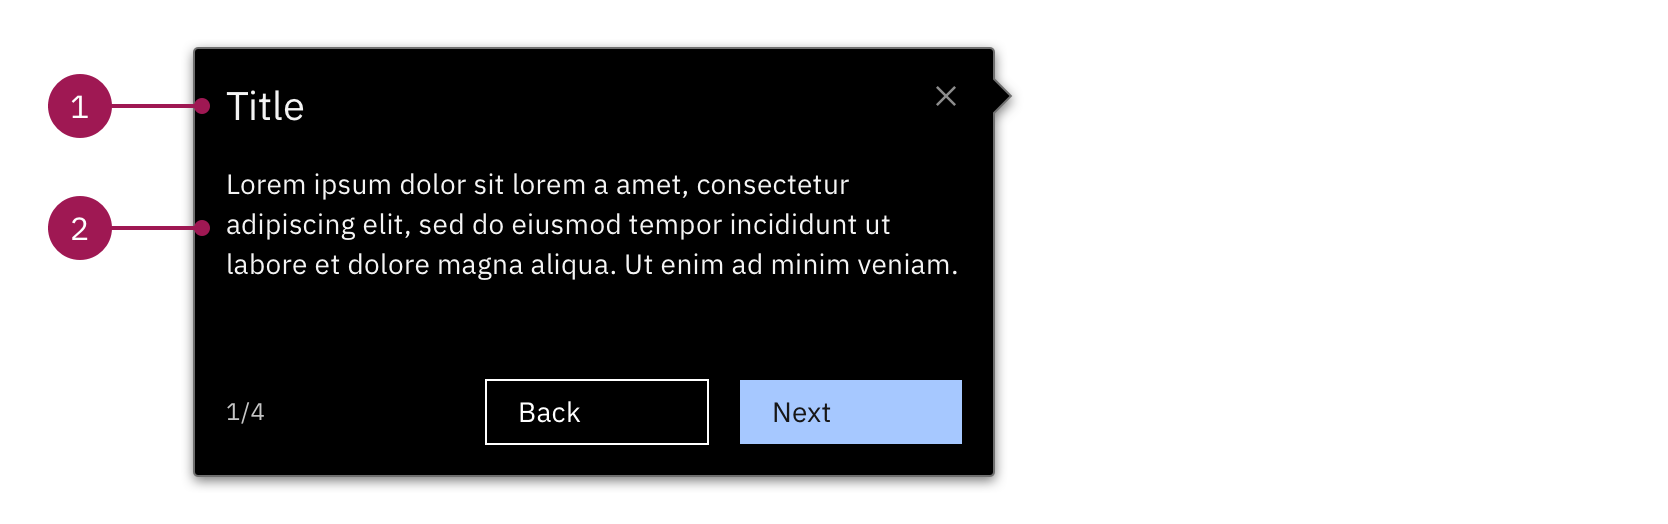 1
Title
2
Lorem ipsum dolor sit lorem a amet, consectetur
adipiscing elit, sed do eiusmod tempor incididunt ut
labore et dolore magna aliqua. Ut enim ad minim veniam.
1/4
Back
Next